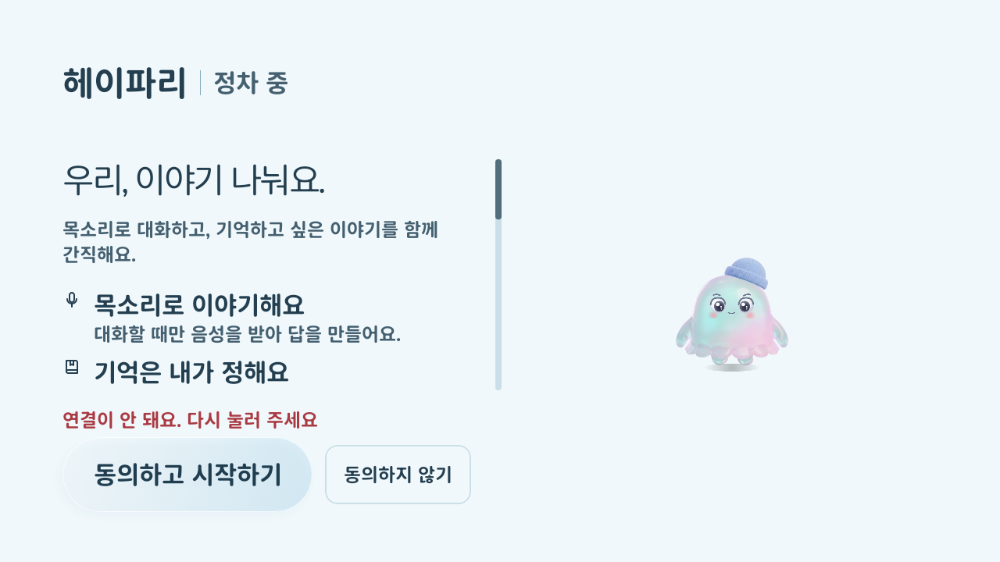 헤이파리 | 정차 중
우리, 이야기 나눠요.
목소리로 대화하고, 기억하고 싶은 이야기를 함께
간직해요.
목소리로 이야기해요
대화할 때만 음성을 받아 답을 만들어요.
기억은 내가 정해요
연결이 안 돼요. 다시 눌러 주세요
동의하고 시작하기
동의하지 않기